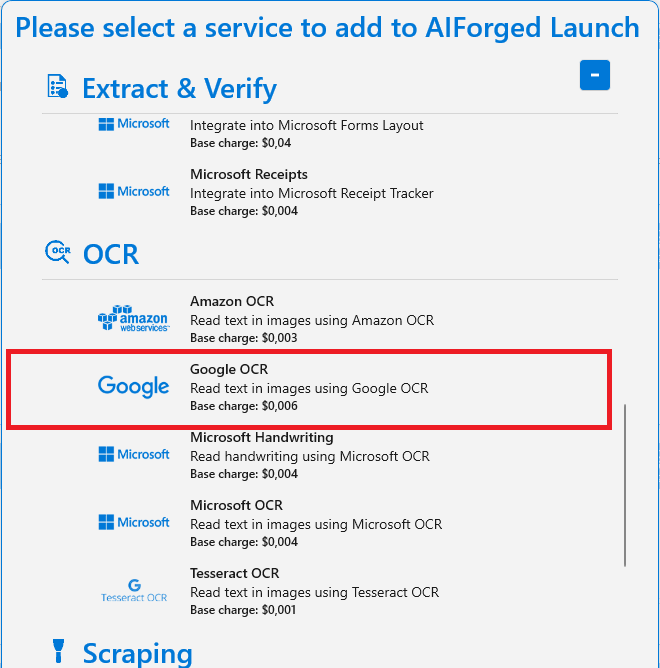 Please select a service to add to AIForged Launch
Extract & Verify
-
Microsoft
Integrate into Microsoft Forms Layout
Base charge: $0,04
Microsoft Receipts
Microsoft
Integrate into Microsoft Receipt Tracker
Base charge: $0,004
OCR
OCR
Amazon OCR
amazon
webservices™
Read text in images using Amazon OCR
Base charge: $0,003
Google OCR
Google
Read text in images using Google OCR
Base charge: $0,006
Microsoft Handwriting
Microsoft
Read handwriting using Microsoft OCR
Base charge: $0,004
Microsoft OCR
Microsoft
Read text in images using Microsoft OCR
Base charge: $0,004
Tesseract OCR
G
Tesseract OCR
Read text in images using Tesseract OCR
Base charge: $0,001
Scraping